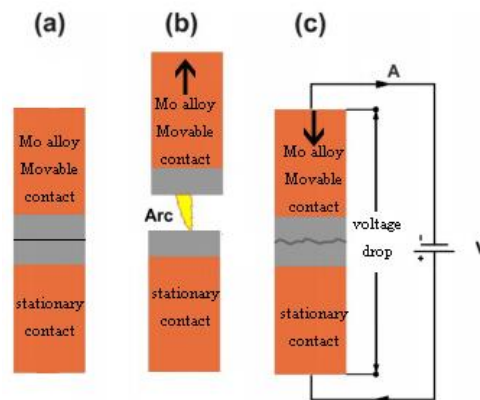 (a)
Mo alloy
Movable
contact
stationary
contact
(b)
Mo alloy
Movable
contact
Arc
stationary
contact
(c)
A
Mo alloy
Movable
contact
voltage
drop
-
+
V
stationary
contact